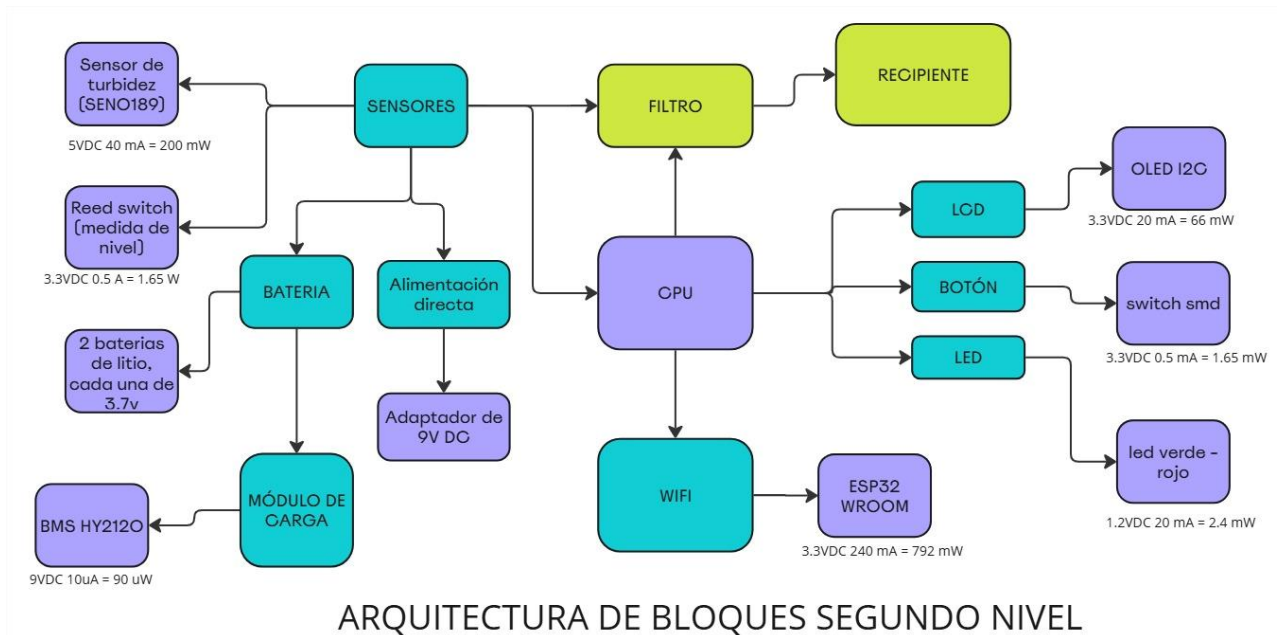 Sensor de
turbidez
(SEN0189)
5VDC 40 mA = 200 mW
SENSORES
FILTRO
RECIPIENTE
Reed switch
(medida de
nivel)
3.3VDC 0.5 A = 1.65 W
BATERIA
Alimentación
directa
CPU
LCD
OLED I2C
3.3VDC 20 mA = 66 mW
BOTÓN
switch smd
3.3VDC 0.5 mA = 1.65 mW
LED
led verde -
rojo
1.2VDC 20 mA = 2.4 mW
2 baterias
de litio,
cada una de
3.7v
Adaptador de
9V DC
MÓDULO DE
CARGA
BMS HY2120
9VDC 10uA = 90 uW
WIFI
ESP32
WROOM
3.3VDC 240 mA = 792 mW
ARQUITECTURA DE BLOQUES SEGUNDO NIVEL